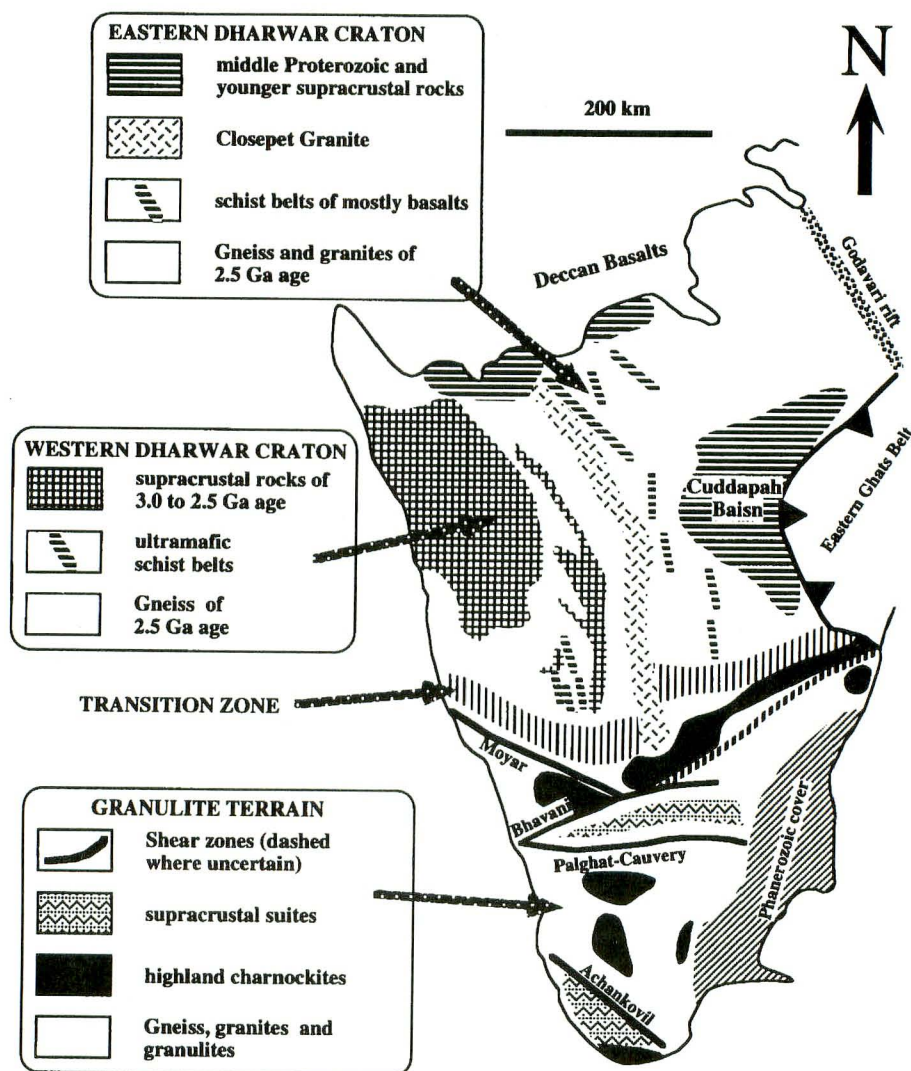 EASTERN DHARWAR CRATON
middle Proterozoic and
younger supracrustal rocks
Closepet Granite
schist belts of mostly basalts
Gneiss and granites of
2.5 Ga age
N
200 km
Deccan Basalts
Godavari rift
WESTERN DHARWAR CRATON
supracrustal rocks of
3.0 to 2.5 Ga age
ultramafic
schist belts
Gneiss of
2.5 Ga age
Cuddapah
Baisn
Eastern Ghats Belt
TRANSITION ZONE
Moyar
Bhavani
Palghat-Cauvery
Phanerozoic cover
Achankovil
GRANULITE TERRAIN
Shear zones (dashed
where uncertain)
supracrustal suites
highland charnockites
Gneiss, granites and
granulites